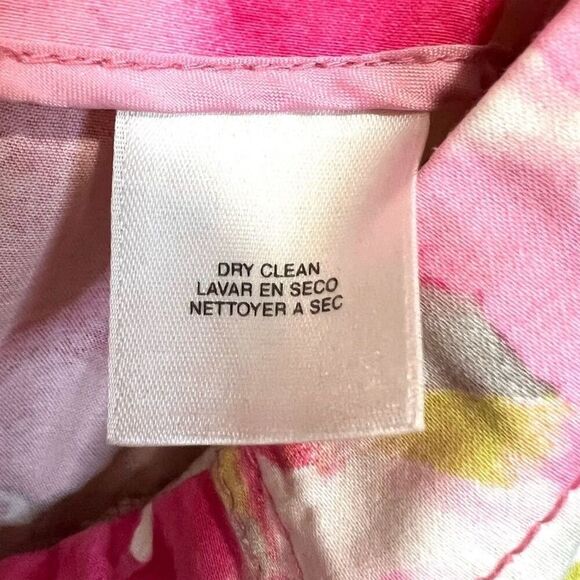 DRY CLEAN
LAVAR EN SECO
NETTOYER A SEC